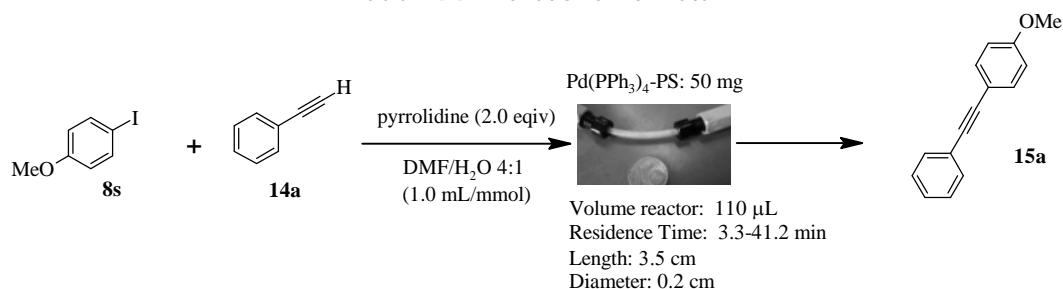 OMe
Pd(PPh3)4-PS: 50 mg
H
I
pyrrolidine (2.0 eqiv)
+
MeO
DMF/H2O 4:1
8s
14a
(1.0 mL/mmol)
15a
Volume reactor: 110 µL
Residence Time: 3.3-41.2 min
Length: 3.5 cm
Diameter: 0.2 cm